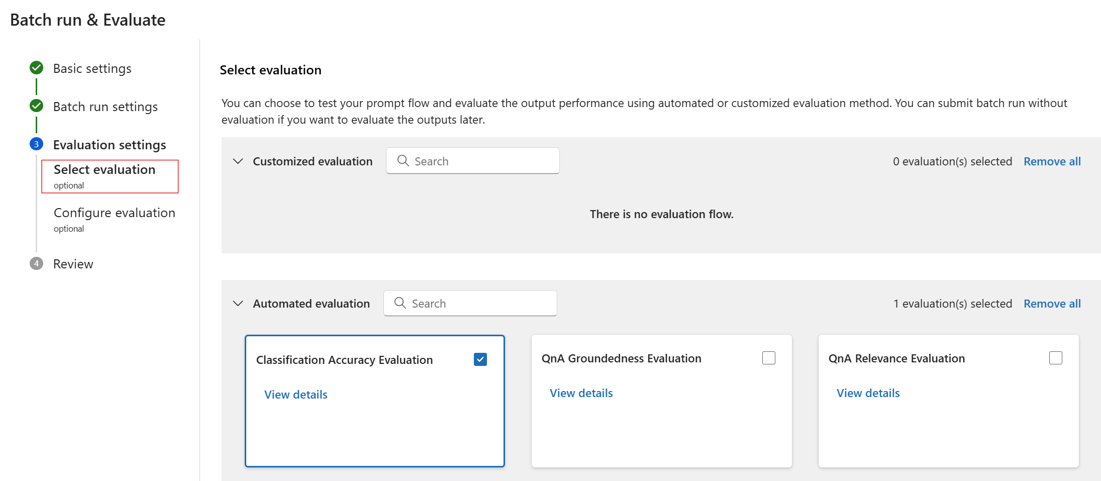 Batch run & Evaluate
Basic settings
Batch run settings
3 Evaluation settings
Select evaluation
optional
Configure evaluation
optional
4 Review
Select evaluation
You can choose to test your prompt flow and evaluate the output performance using automated or customized evaluation method. You can submit batch run without
evaluation if you want to evaluate the outputs later.
Customized evaluation Search 0 evaluation(s) selected Remove all
There is no evaluation flow.
Automated evaluation Search 1 evaluation(s) selected Remove all
Classification Accuracy Evaluation
View details
QnA Groundedness Evaluation
View details
QnA Relevance Evaluation
View details